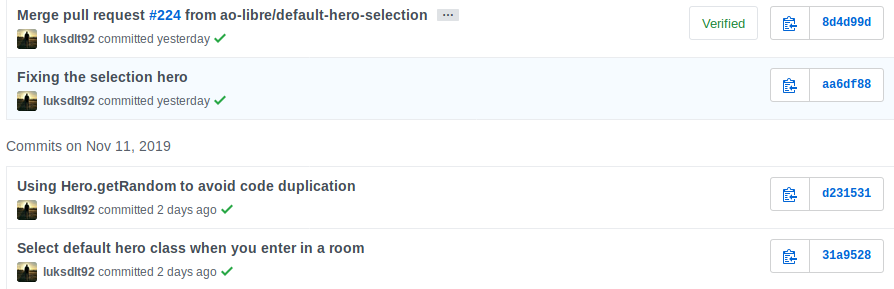 Merge pull request #224 from ao-libre/default-hero-selection ...
Verified
8d4d99d
luksdlt92 committed yesterday
Fixing the selection hero
aa6df88
luksdlt92 committed yesterday
Commits on Nov 11, 2019
Using Hero.getRandom to avoid code duplication
d231531
luksdlt92 committed 2 days ago
Select default hero class when you enter in a room
31a9528
luksdlt92 committed 2 days ago